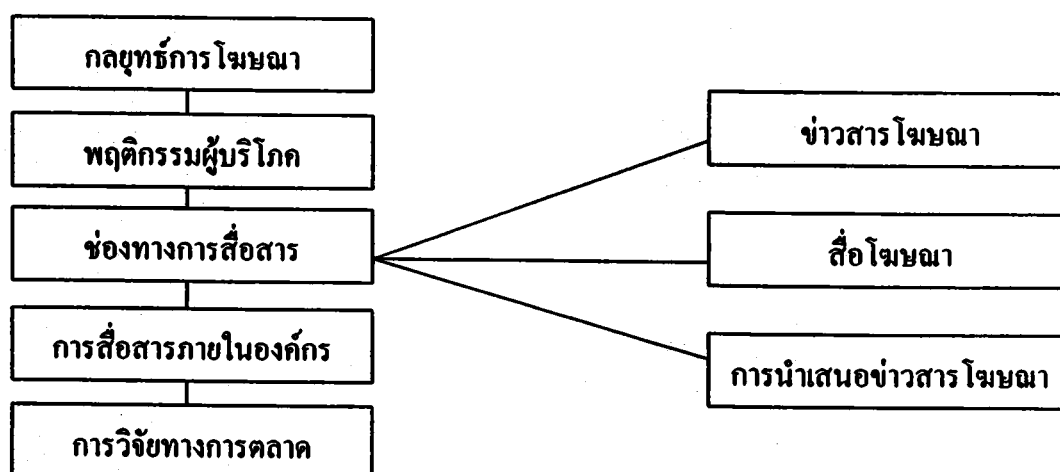 กลยุทธ์การโฆษณา
พฤติกรรมผู้บริโภค
ช่องทางการสื่อสาร
การสื่อสารภายในองค์กร
การวิจัยทางการตลาด
ข่าวสารโฆษณา
สื่อโฆษณา
การนำเสนอข่าวสารโฆษณา